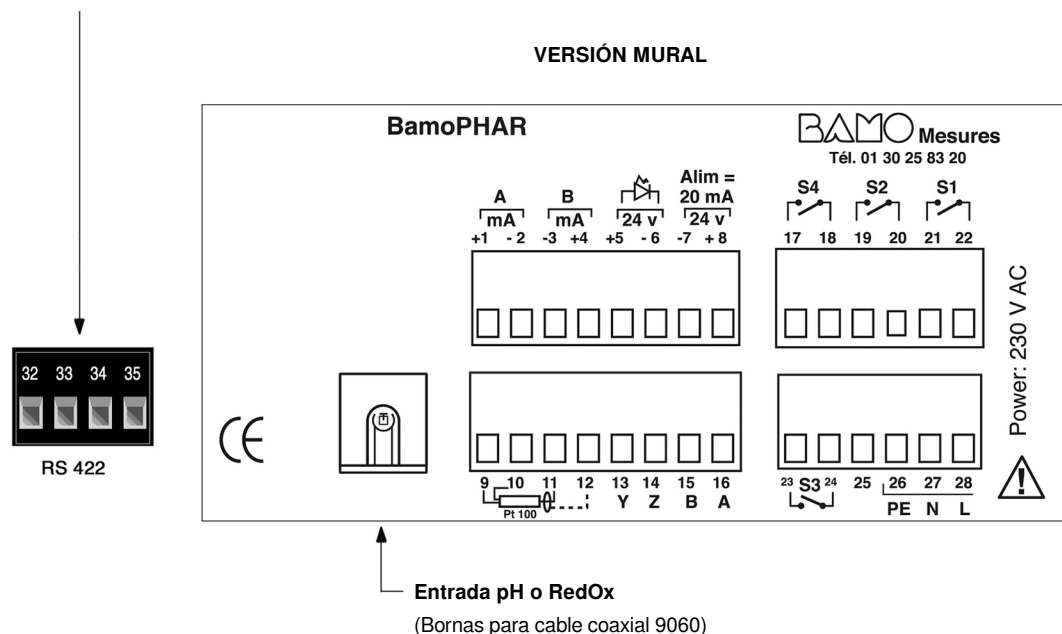 VERSIÓN MURAL
BamoPHAR
BAMO Mesures
Tél. 01 30 25 83 20
A
mA
+1 - 2
B
mA
-3 +4
24 v
+5 - 6
Alim =
20 mA
24 v
-7 + 8
S4 S2 S1
17 18 19 20 21 22
Power: 230 V AC
32 33 34 35
RS 422
CE
9 10 11 12 13 14 15 16
Pt 100
Y Z B A
23 S3 24 25 26 27 28
PE N L
Entrada pH o RedOx
(Bornas para cable coaxial 9060)